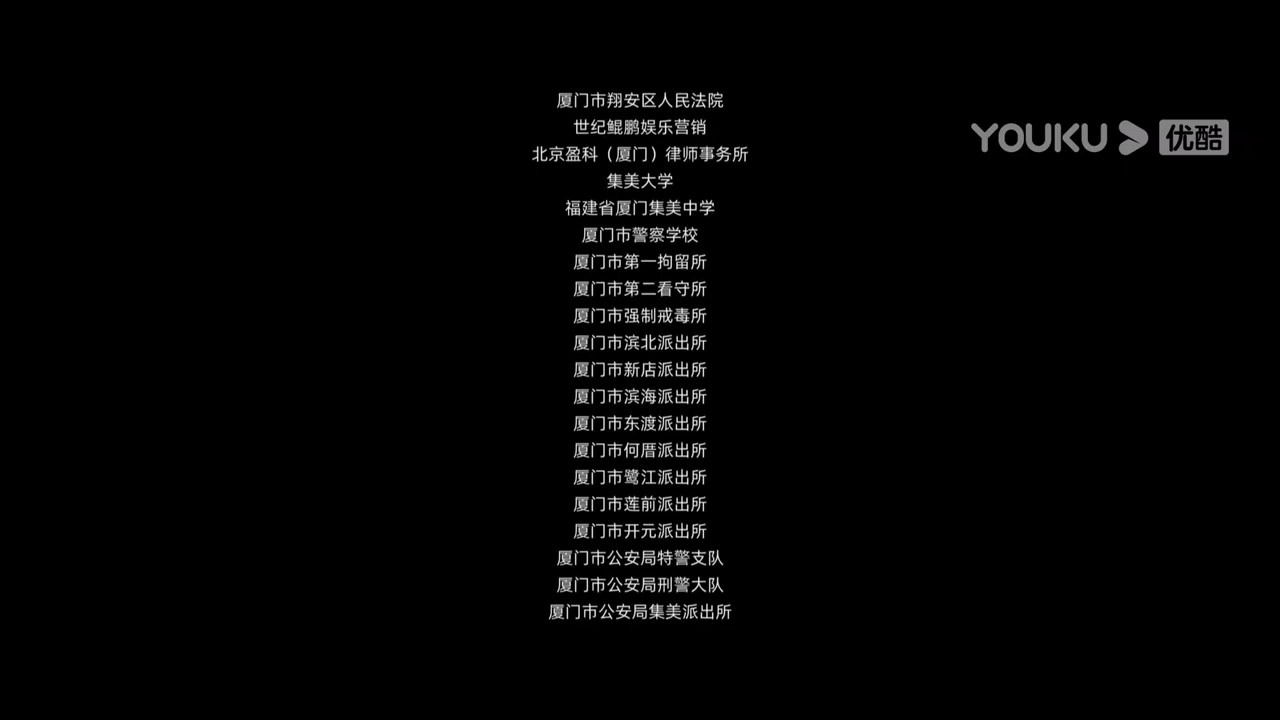 厦门市翔安区人民法院
世纪鲲鹏娱乐营销
北京盈科（厦门）律师事务所
集美大学
福建省厦门集美中学
厦门市警察学校
厦门市第一拘留所
厦门市第二看守所
厦门市强制戒毒所
厦门市滨北派出所
厦门市新店派出所
厦门市滨海派出所
厦门市东渡派出所
厦门市何厝派出所
厦门市鹭江派出所
厦门市莲前派出所
厦门市开元派出所
厦门市公安局特警支队
厦门市公安局刑警大队
厦门市公安局集美派出所
YOUKU 优酷